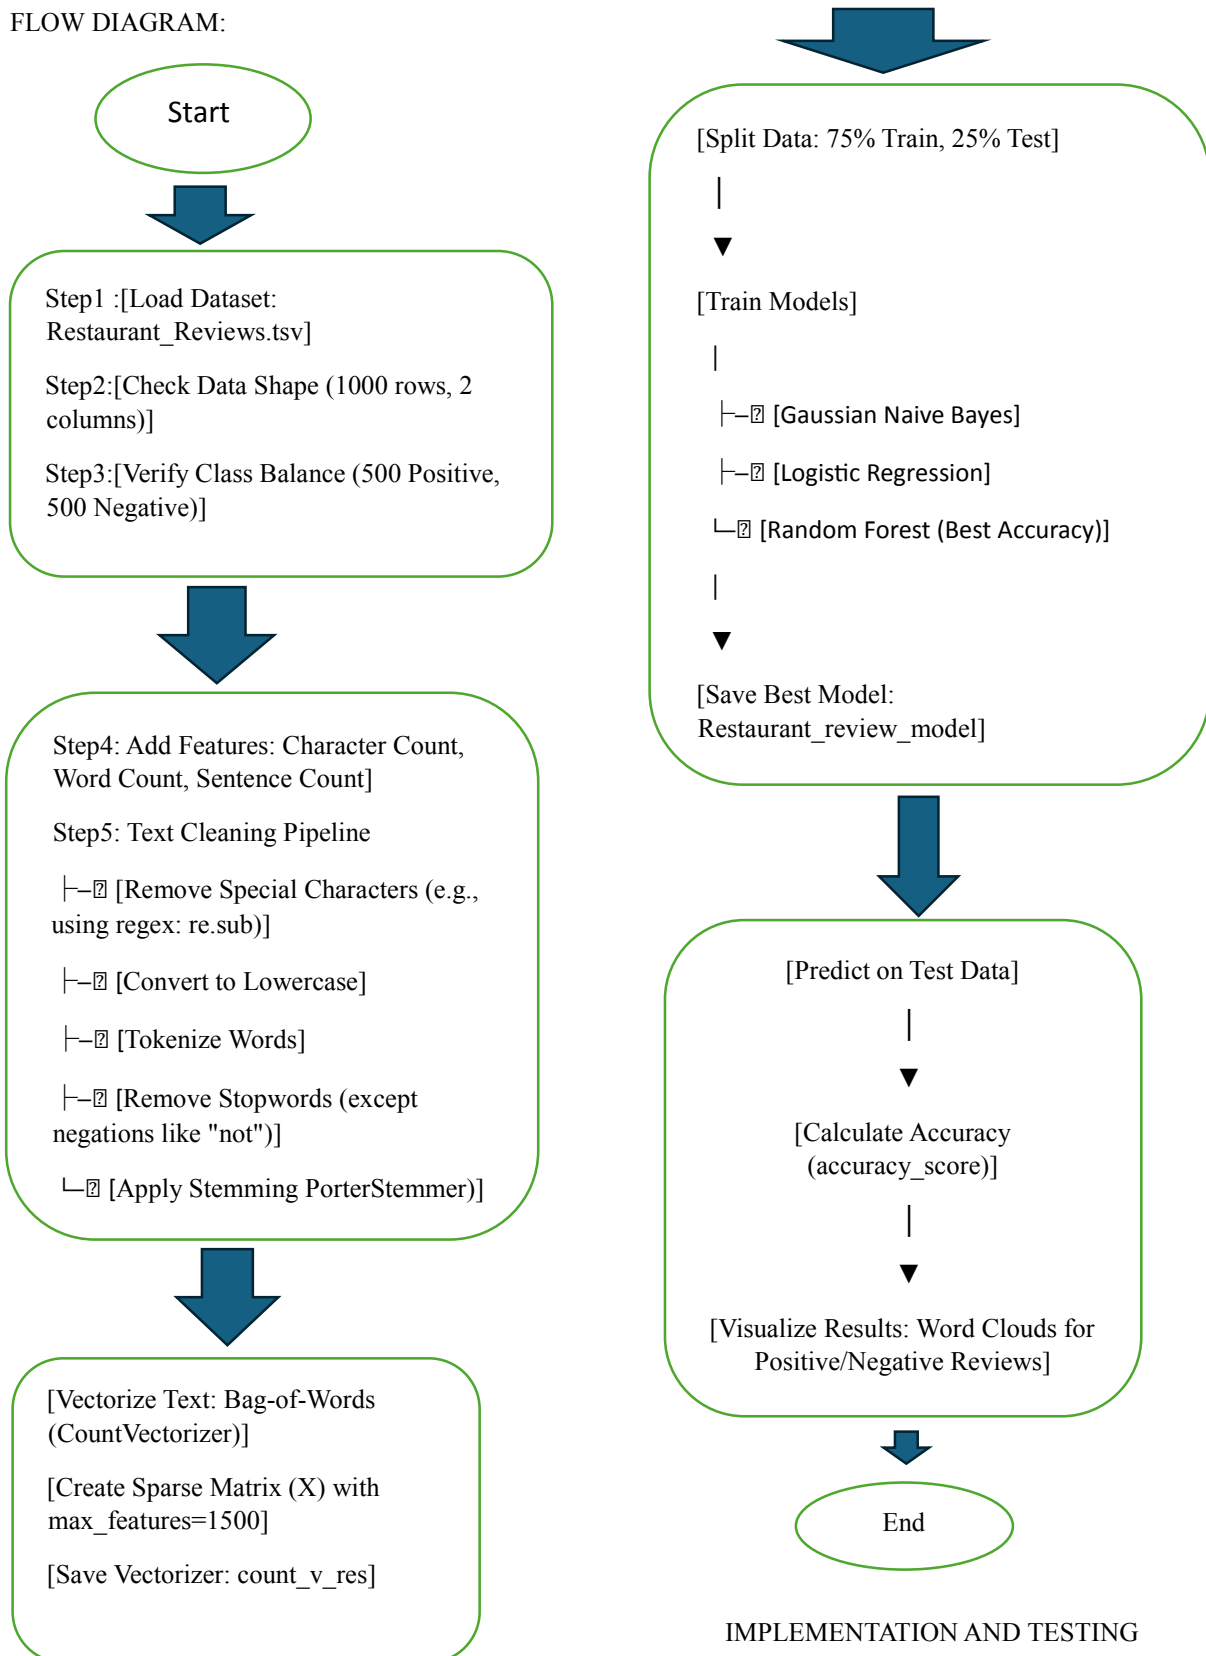 FLOW DIAGRAM:
Start
Step1 :[Load Dataset:
Restaurant_Reviews.tsv]
Step2:[Check Data Shape (1000 rows, 2
columns)]
Step3:[Verify Class Balance (500 Positive,
500 Negative)]
Step4: Add Features: Character Count,
Word Count, Sentence Count]
Step5: Text Cleaning Pipeline
├─⍰ [Remove Special Characters (e.g.,
using regex: re.sub)]
├─⍰ [Convert to Lowercase]
├─⍰ [Tokenize Words]
├─⍰ [Remove Stopwords (except
negations like "not")]
└─⍰ [Apply Stemming PorterStemmer)]
[Vectorize Text: Bag-of-Words
(CountVectorizer)]
[Create Sparse Matrix (X) with
max_features=1500]
[Save Vectorizer: count_v_res]
[Split Data: 75% Train, 25% Test]
│
▼
[Train Models]
|
├─⍰ [Gaussian Naive Bayes]
├─⍰ [Logistic Regression]
└─⍰ [Random Forest (Best Accuracy)]
|
▼
[Save Best Model:
Restaurant_review_model]
[Predict on Test Data]
│
▼
[Calculate Accuracy
(accuracy_score)]
│
▼
[Visualize Results: Word Clouds for
Positive/Negative Reviews]
End
IMPLEMENTATION AND TESTING